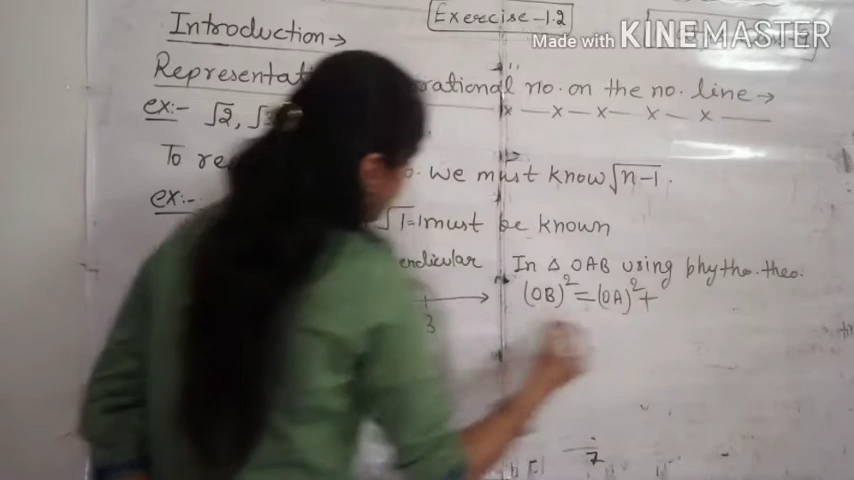 Exercise-1.2
Made with KINEMASTER
Introduction→
Representat rational no. on the no. line→
ex:- √2, √3 x — x — x — x — x —
To re o. we must know √n-1.
ex:-
√1=1 must be known
endicular
In △ OAB using phytho. theo.
(OB)²=(OA)²+
3
7